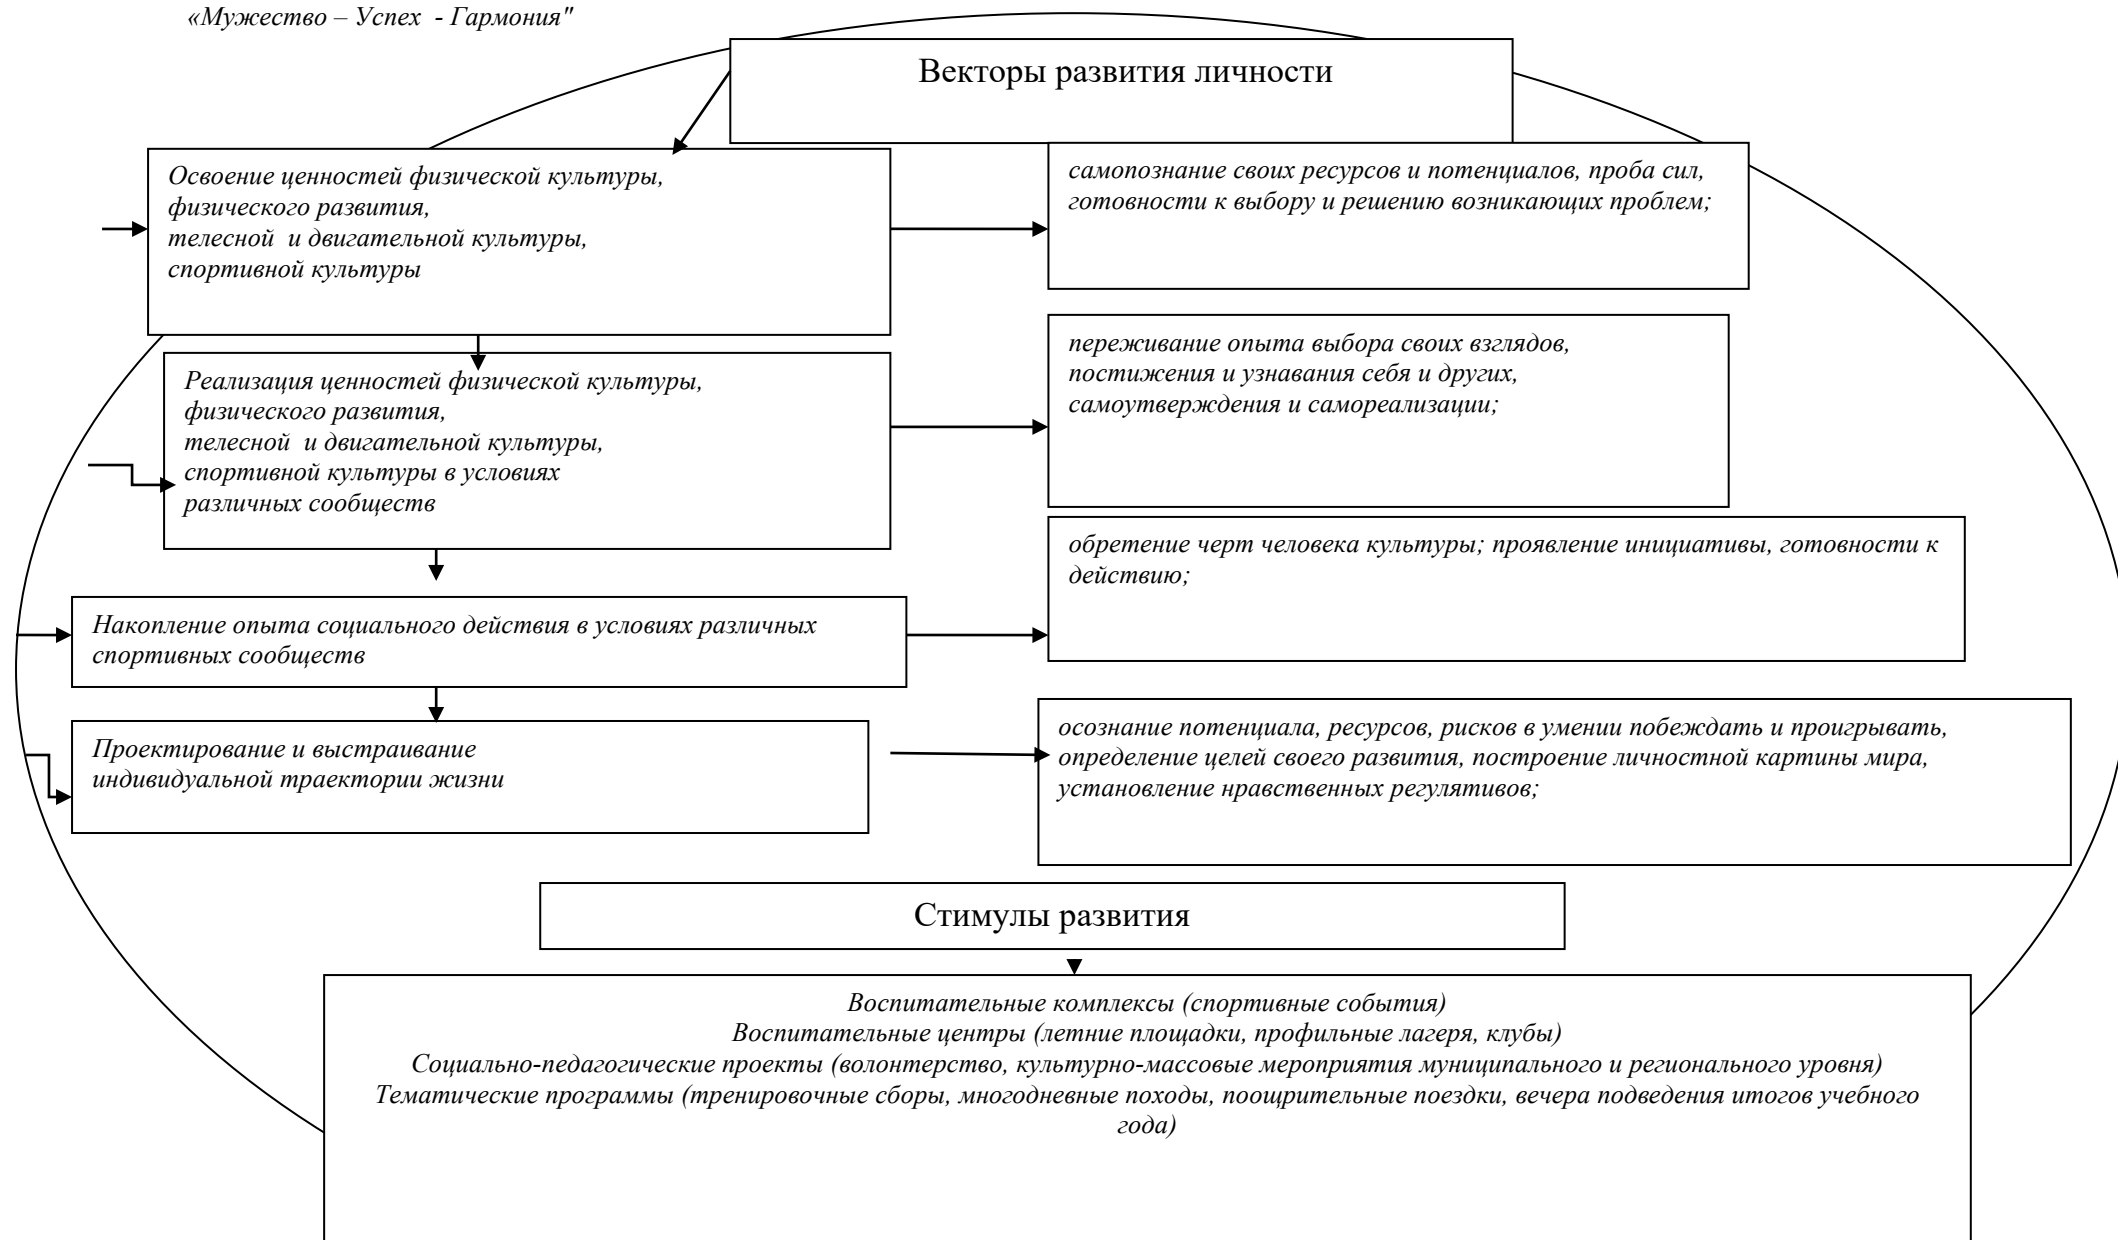 «Мужество – Успех - Гармония"
Векторы развития личности
Освоение ценностей физической культуры,
физического развития,
телесной и двигательной культуры,
спортивной культуры
самопознание своих ресурсов и потенциалов, проба сил,
готовности к выбору и решению возникающих проблем;
Реализация ценностей физической культуры,
физического развития,
телесной и двигательной культуры,
спортивной культуры в условиях
различных сообществ
переживание опыта выбора своих взглядов,
постижения и узнавания себя и других,
самоутверждения и самореализации;
Накопление опыта социального действия в условиях различных
спортивных сообществ
обретение черт человека культуры; проявление инициативы, готовности к
действию;
Проектирование и выстраивание
индивидуальной траектории жизни
осознание потенциала, ресурсов, рисков в умении побеждать и проигрывать,
определение целей своего развития, построение личностной картины мира,
установление нравственных регулятивов;
Стимулы развития
Воспитательные комплексы (спортивные события)
Воспитательные центры (летние площадки, профильные лагеря, клубы)
Социально-педагогические проекты (волонтерство, культурно-массовые мероприятия муниципального и регионального уровня)
Тематические программы (тренировочные сборы, многодневные походы, поощрительные поездки, вечера подведения итогов учебного
года)